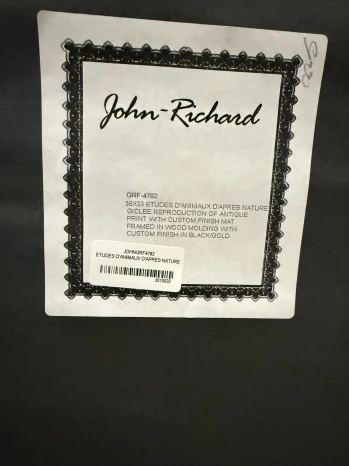 John-Richard
GRF-4782
38X33 ETUDES D'ANIMAUX D'APRES NATURE
GICLEE REPRODUCTION OF ANTIQUE
PRINT WITH CUSTOM FINISH MAT.
FRAMED IN WOOD MOLDING WITH
CUSTOM FINISH IN BLACK/GOLD.
JOHNGRF4782
ETUDES D'ANIMAUX D'APRES NATURE